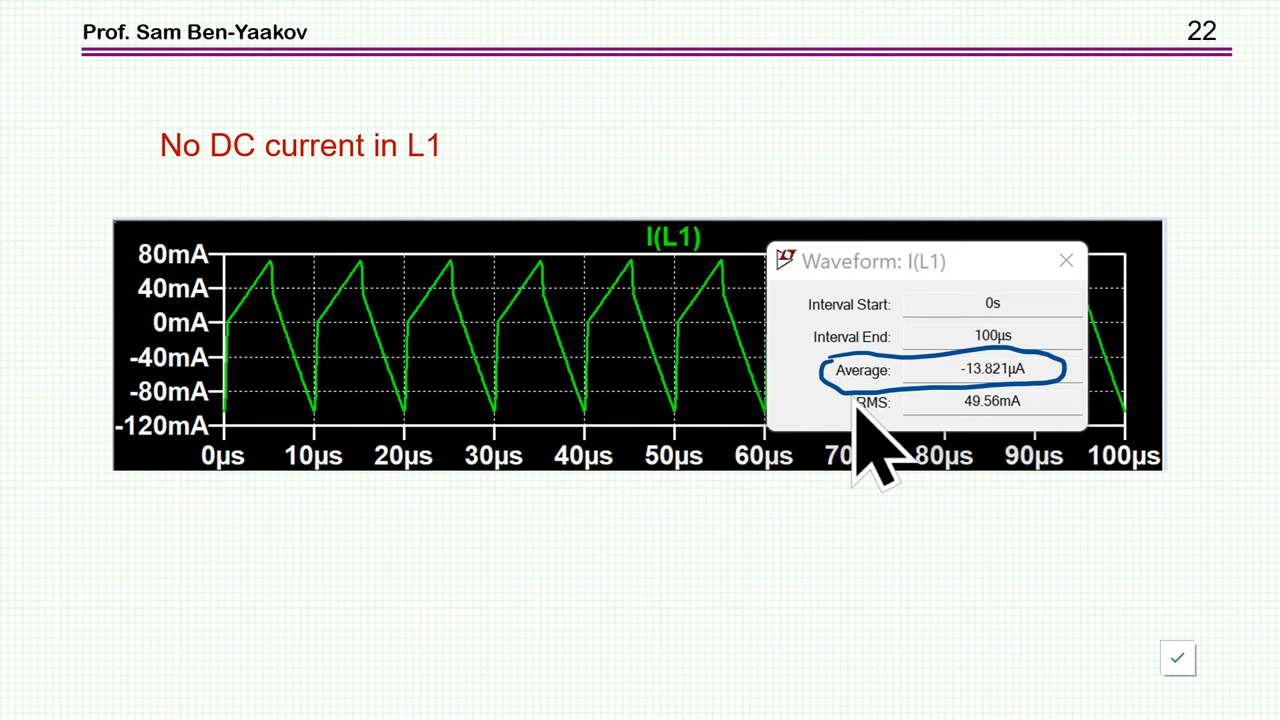 Prof. Sam Ben-Yaakov
22
No DC current in L1
I(L1)
80mA
40mA
0mA
-40mA
-80mA
-120mA
0µs 10µs 20µs 30µs 40µs 50µs 60µs 70 80µs 90µs 100µs
Waveform: I(L1)
Interval Start: 0s
Interval End: 100µs
Average: -13.821µA
RMS: 49.56mA